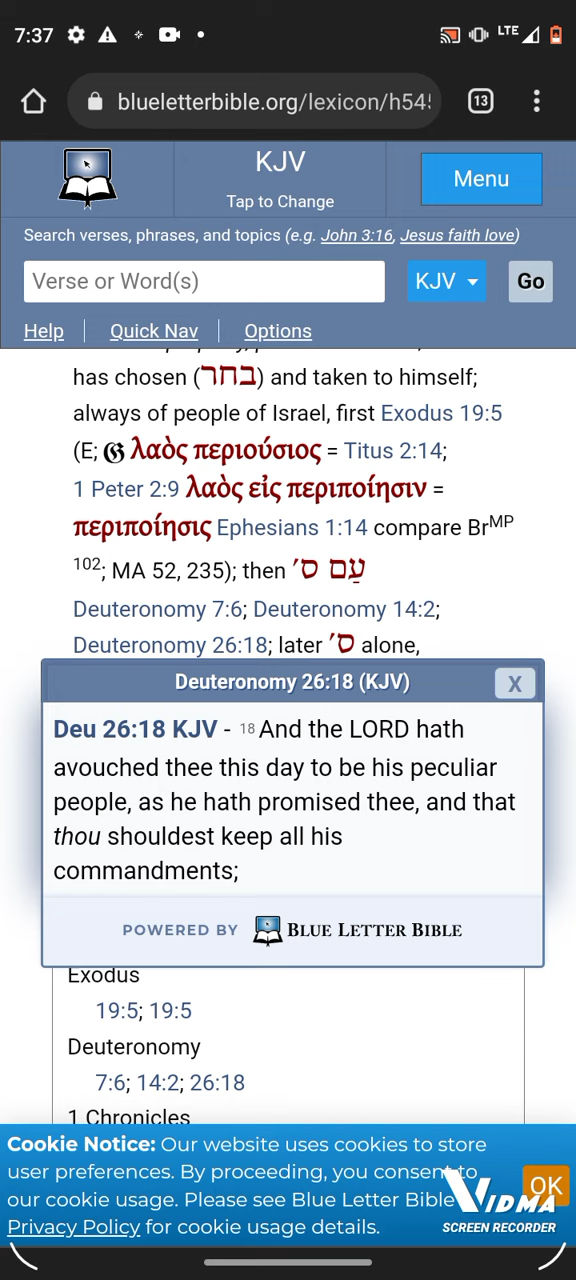 7:37
LTE
blueletterbible.org/lexicon/h54
13
KJV
Tap to Change
Menu
Search verses, phrases, and topics (e.g. John 3:16, Jesus faith love)
Verse or Word(s)
KJV
Go
Help
Quick Nav
Options
has chosen (בחר) and taken to himself;
always of people of Israel, first Exodus 19:5
(E; 𝔊 λαὸς περιούσιος = Titus 2:14;
1 Peter 2:9 λαὸς εἰς περιποίησιν =
περιποίησις Ephesians 1:14 compare BrMP
102; MA 52, 235); then עַם ס׳
Deuteronomy 7:6; Deuteronomy 14:2;
Deuteronomy 26:18; later ס׳ alone,
Deuteronomy 26:18 (KJV)
X
Deu 26:18 KJV - 18 And the LORD hath
avouched thee this day to be his peculiar
people, as he hath promised thee, and that
thou shouldest keep all his
commandments;
POWERED BY BLUE LETTER BIBLE
Exodus
19:5; 19:5
Deuteronomy
7:6; 14:2; 26:18
1 Chronicles
Cookie Notice: Our website uses cookies to store
user preferences. By proceeding, you consent to
our cookie usage. Please see Blue Letter Bible
Privacy Policy for cookie usage details.
OK
VIDMA
SCREEN RECORDER